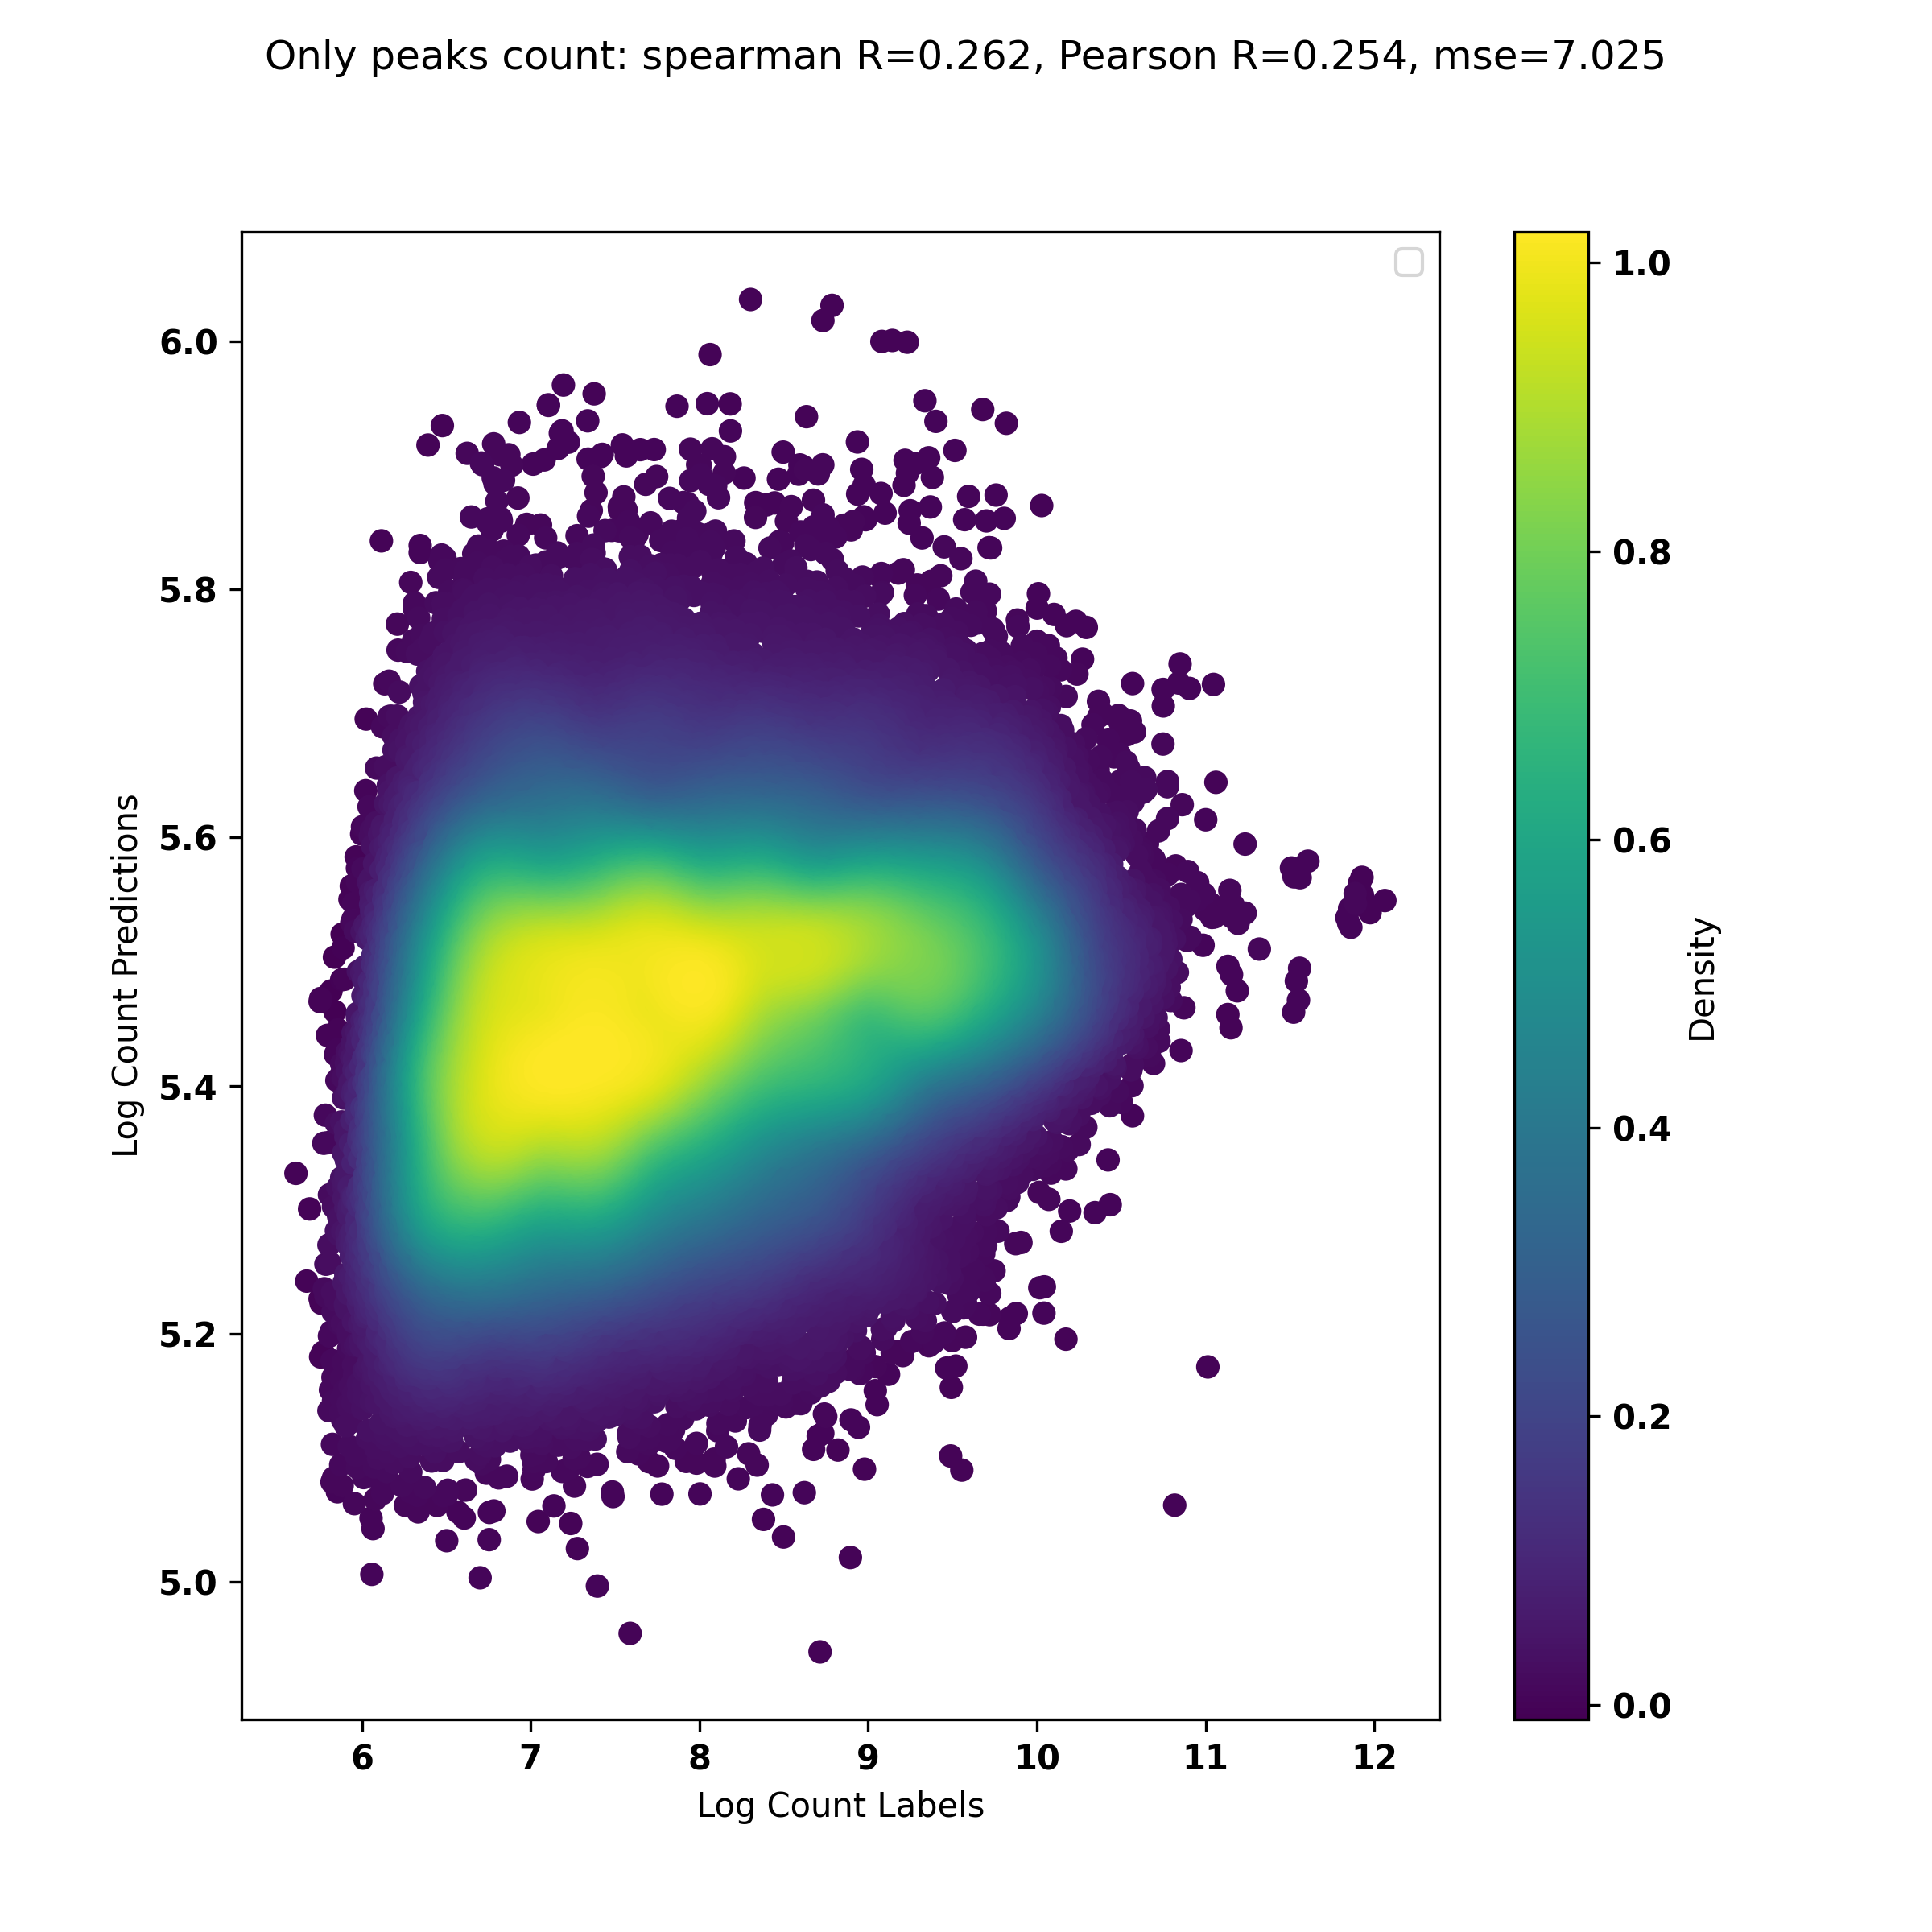 Only peaks count: spearman R=0.262, Pearson R=0.254, mse=7.025
6.0
5.8
5.6
5.4
5.2
5.0
Log Count Predictions
6 7 8 9 10 11 12
Log Count Labels
1.0
0.8
0.6
0.4
0.2
0.0
Density